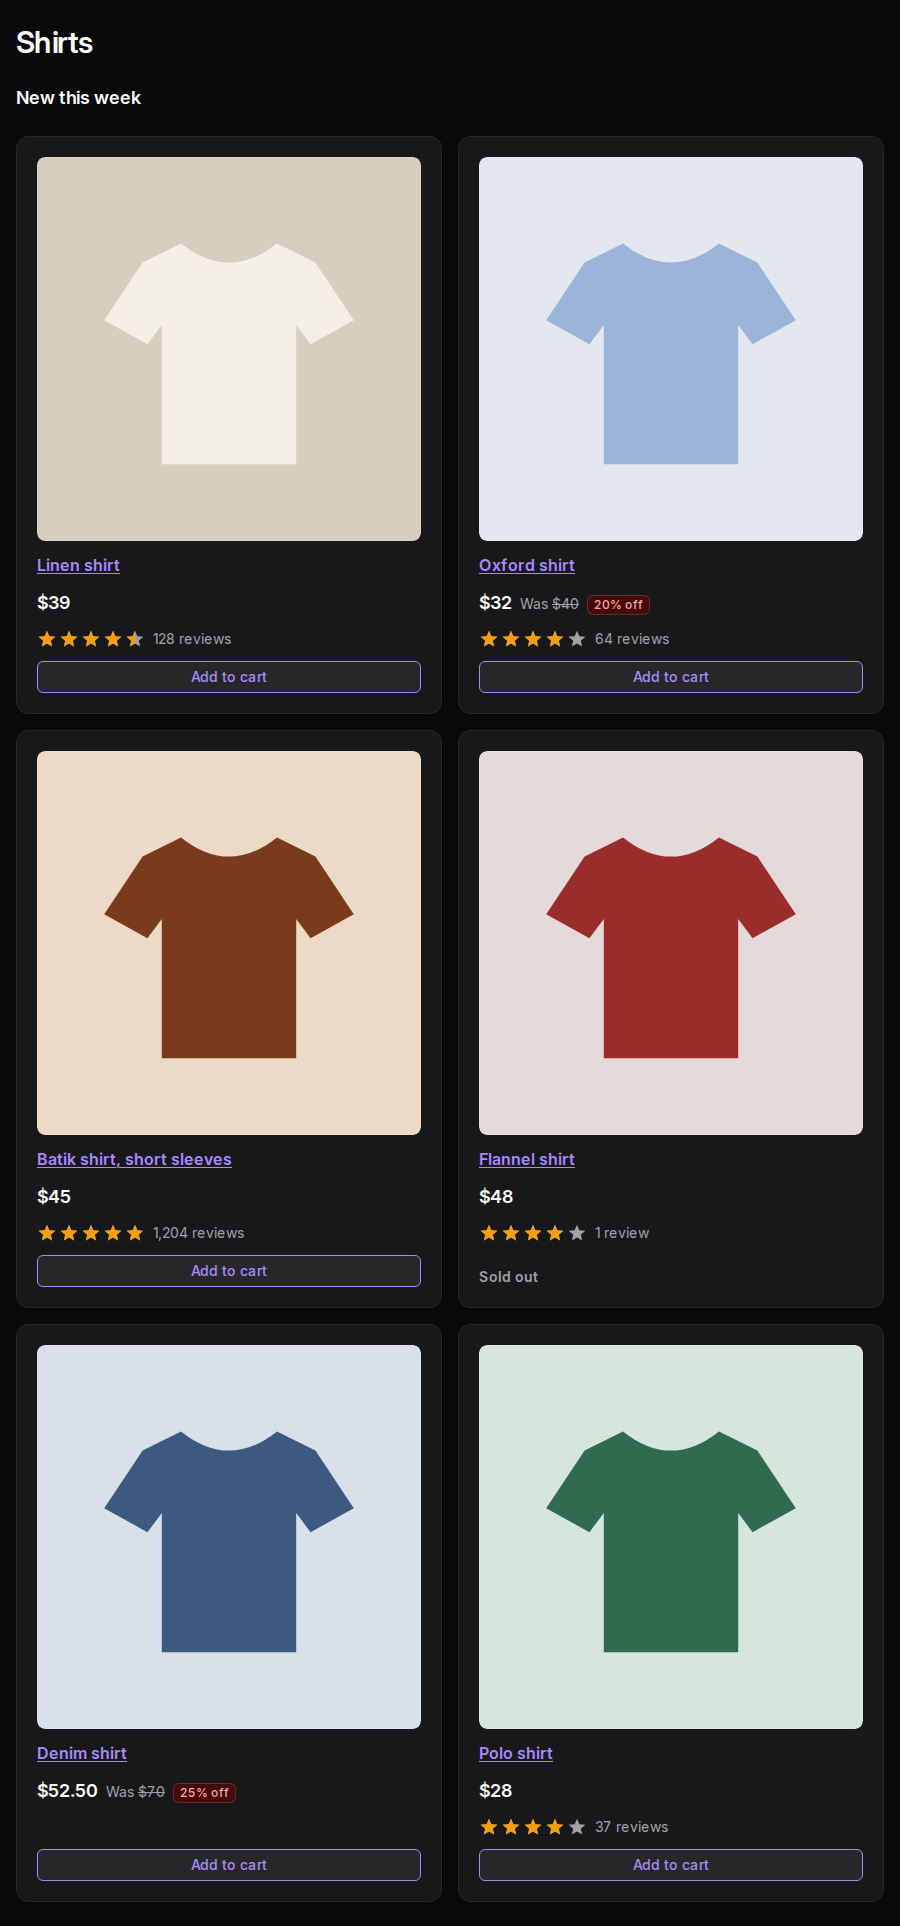 Shirts
New this week
Linen shirt
$39
128 reviews
Add to cart
Oxford shirt
$32 Was $40 20% off
64 reviews
Add to cart
Batik shirt, short sleeves
$45
1,204 reviews
Add to cart
Flannel shirt
$48
1 review
Sold out
Denim shirt
$52.50 Was $70 25% off
Add to cart
Polo shirt
$28
37 reviews
Add to cart